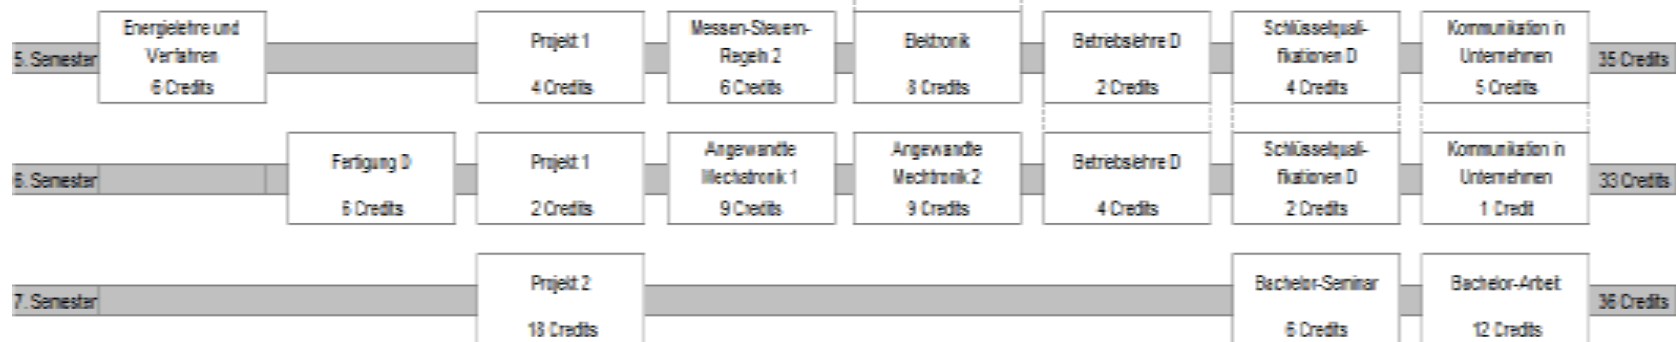 5. Semester
Energielehre und
Verfahren
6 Credits
Projekt 1
4 Credits
Messen-Steuern-
Regeln 2
6 Credits
Elektronik
8 Credits
Betriebslehre D
2 Credits
Schlüsselquali-
fikationen D
4 Credits
Kommunikation in
Unternehmen
5 Credits
35 Credits
6. Semester
Fertigung D
6 Credits
Projekt 1
2 Credits
Angewandte
Mechatronik 1
9 Credits
Angewandte
Mechtronik 2
9 Credits
Betriebslehre D
4 Credits
Schlüsselquali-
fikationen D
2 Credits
Kommunikation in
Unternehmen
1 Credit
33 Credits
7. Semester
Projekt 2
18 Credits
Bachelor-Seminar
6 Credits
Bachelor-Arbeit
12 Credits
36 Credits